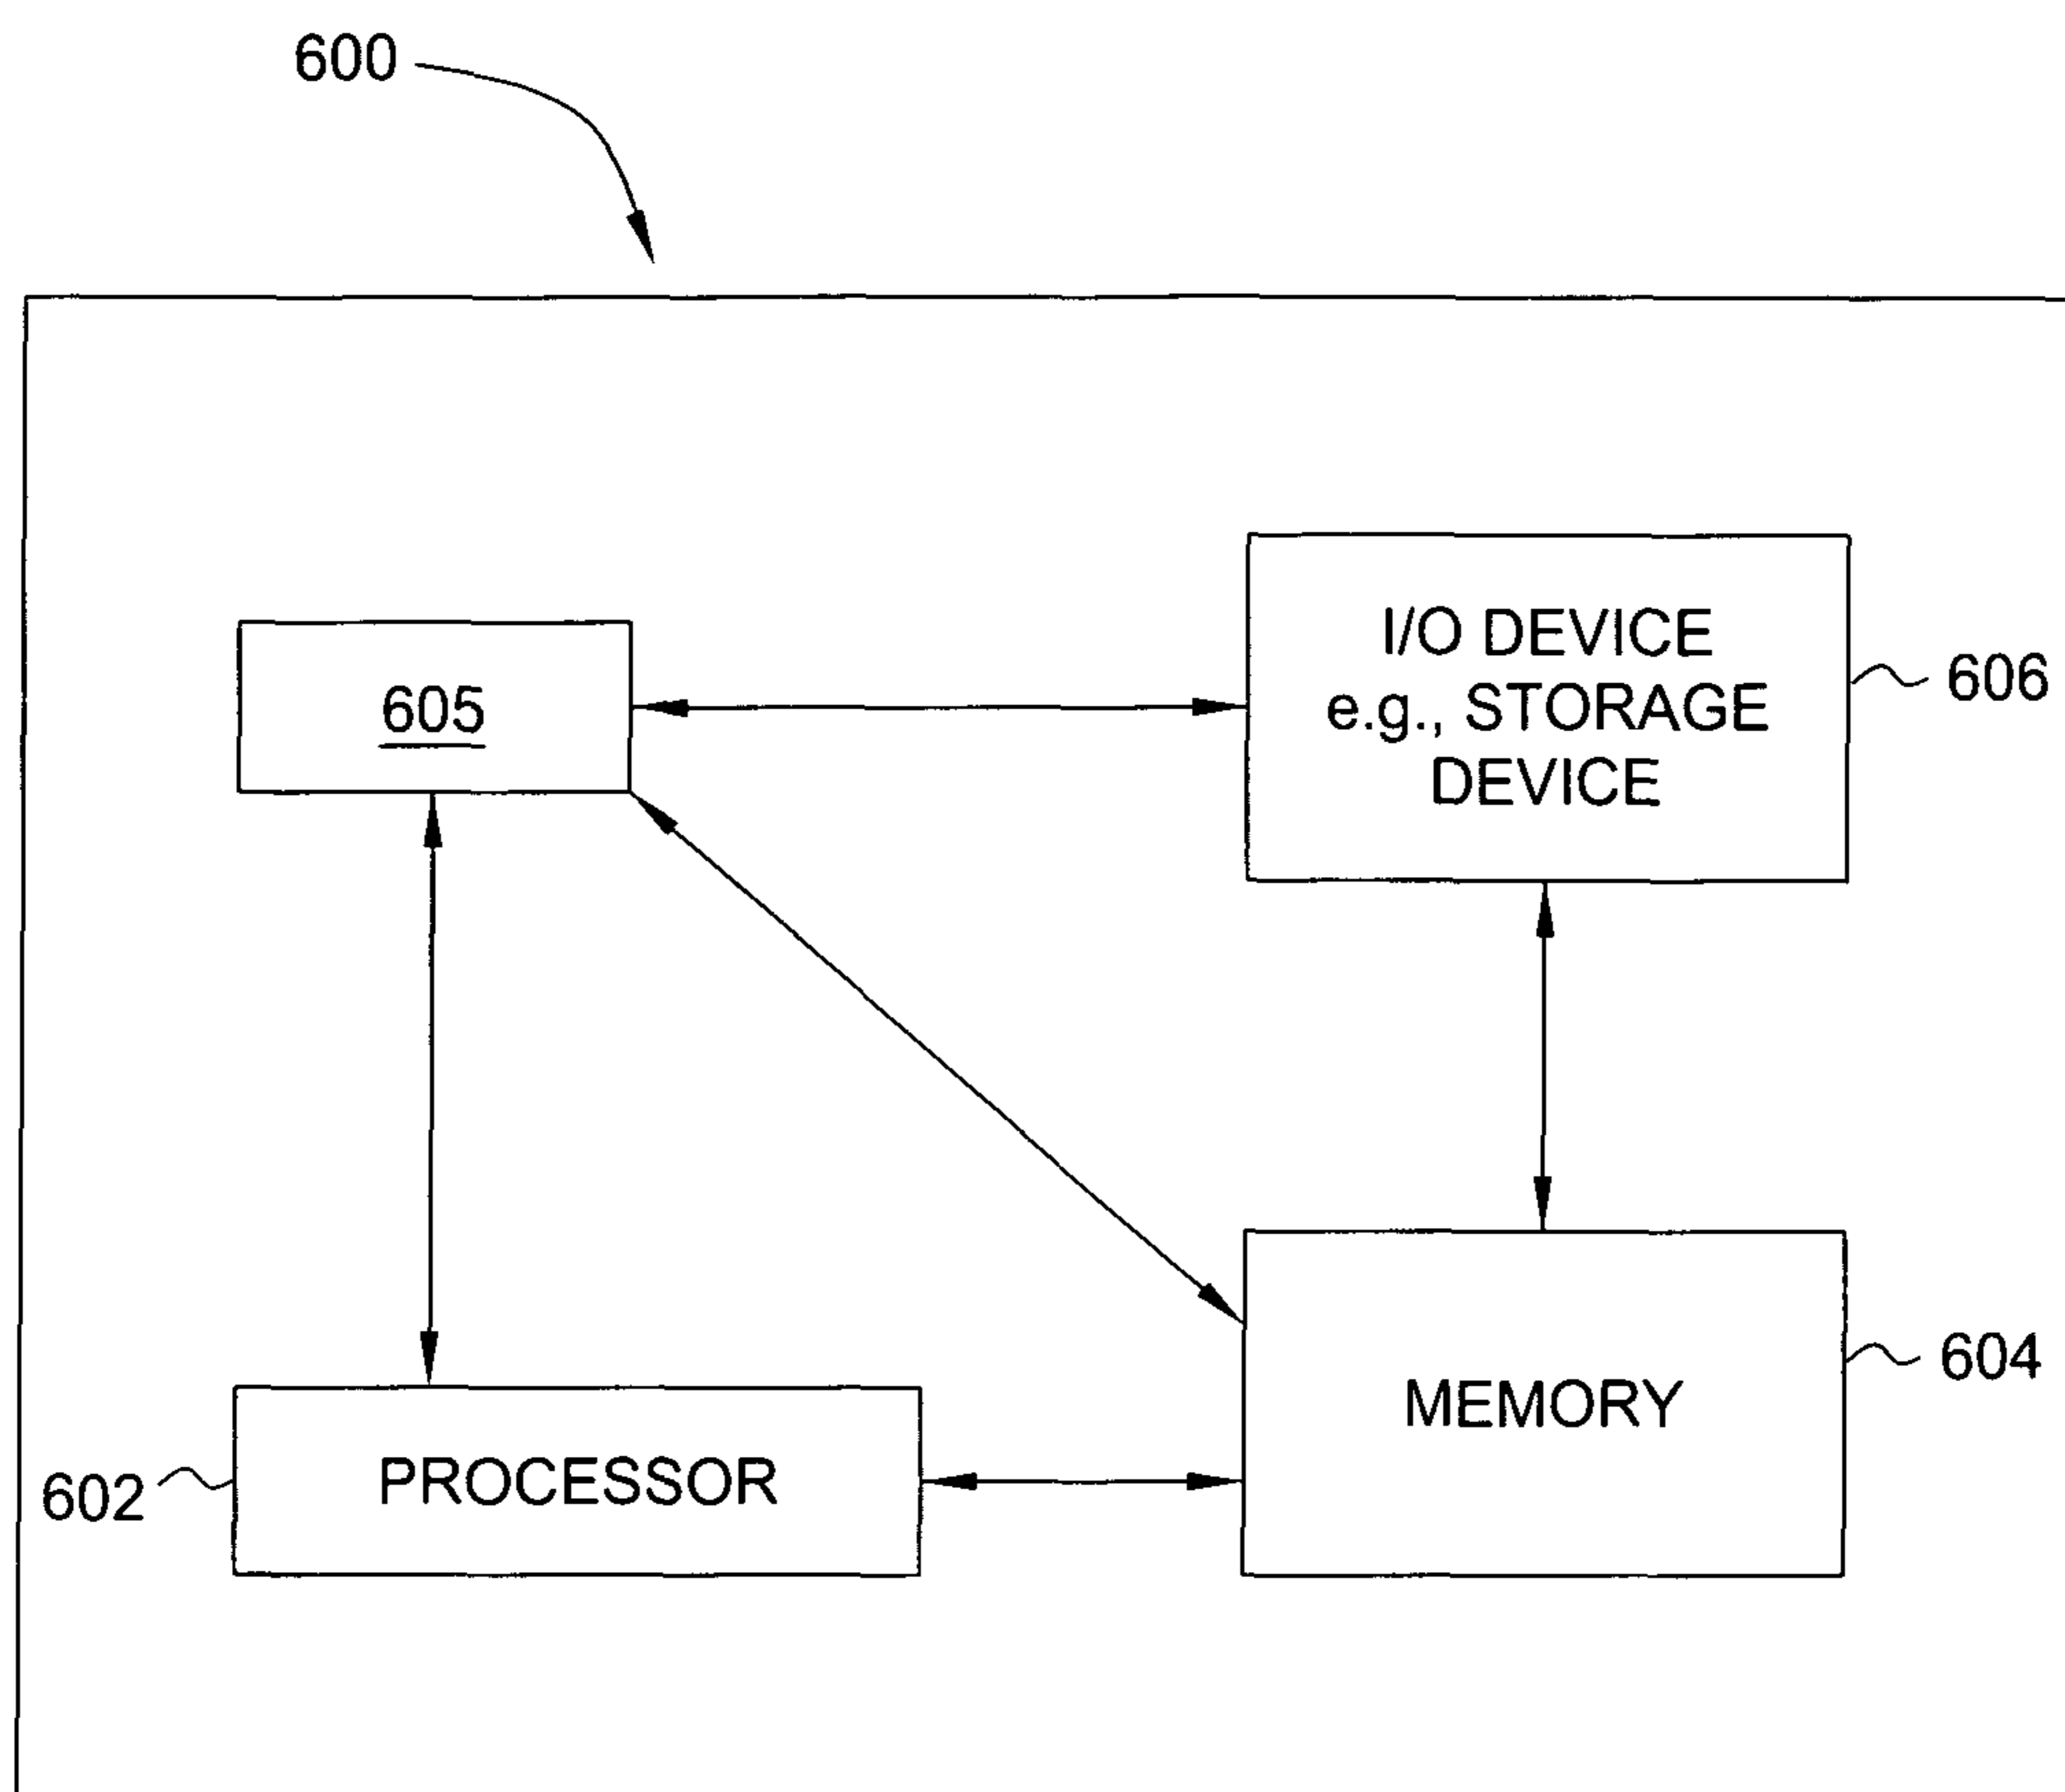 600
605
I/O DEVICE
e.g., STORAGE
DEVICE
606
MEMORY
604
PROCESSOR
602